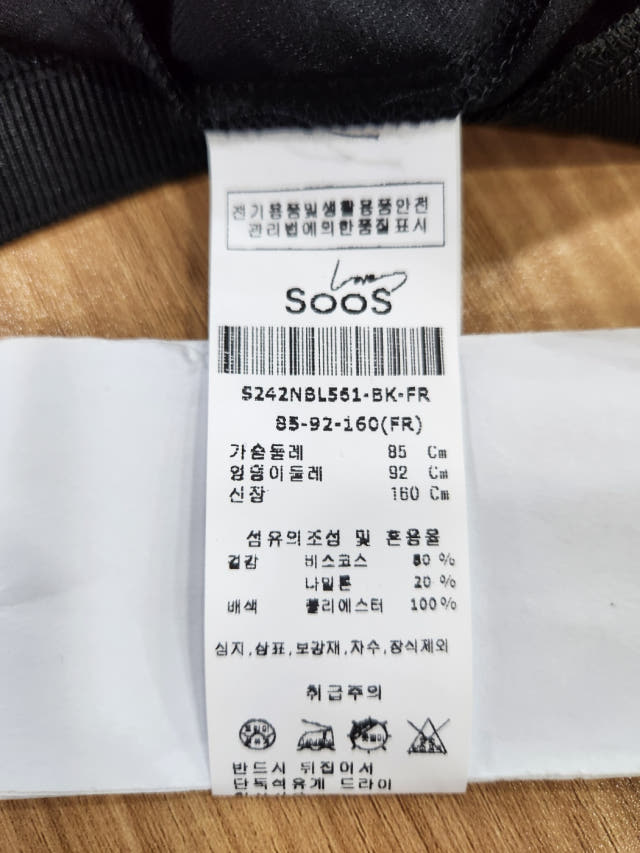 전기용품및생활용품안전
관리법에의한품질표시
Love
SOOS
S242NBL561-BK-FR
85-92-160(FR)
가슴둘레 85 Cm
엉덩이둘레 92 Cm
신장 160 Cm
섬유의조성 및 혼용율
겉감 비스코스 80 %
나일론 20 %
배색 폴리에스터 100%
심지,삼표,보강재,자수,장식제외
취급주의
반드시 뒤집어서
단독석유계 드라이